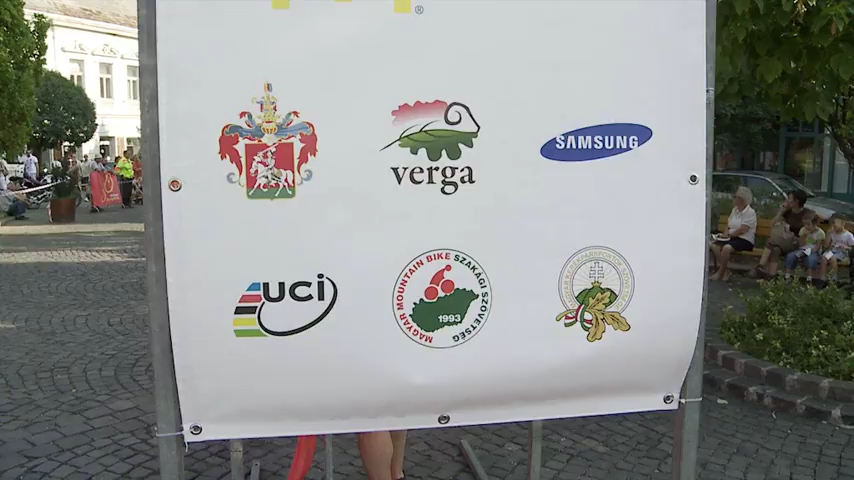 ®
verga
SAMSUNG
UCi
MAGYAR MOUNTAIN BIKE SZAKÁGI SZÖVETSÉG
1993